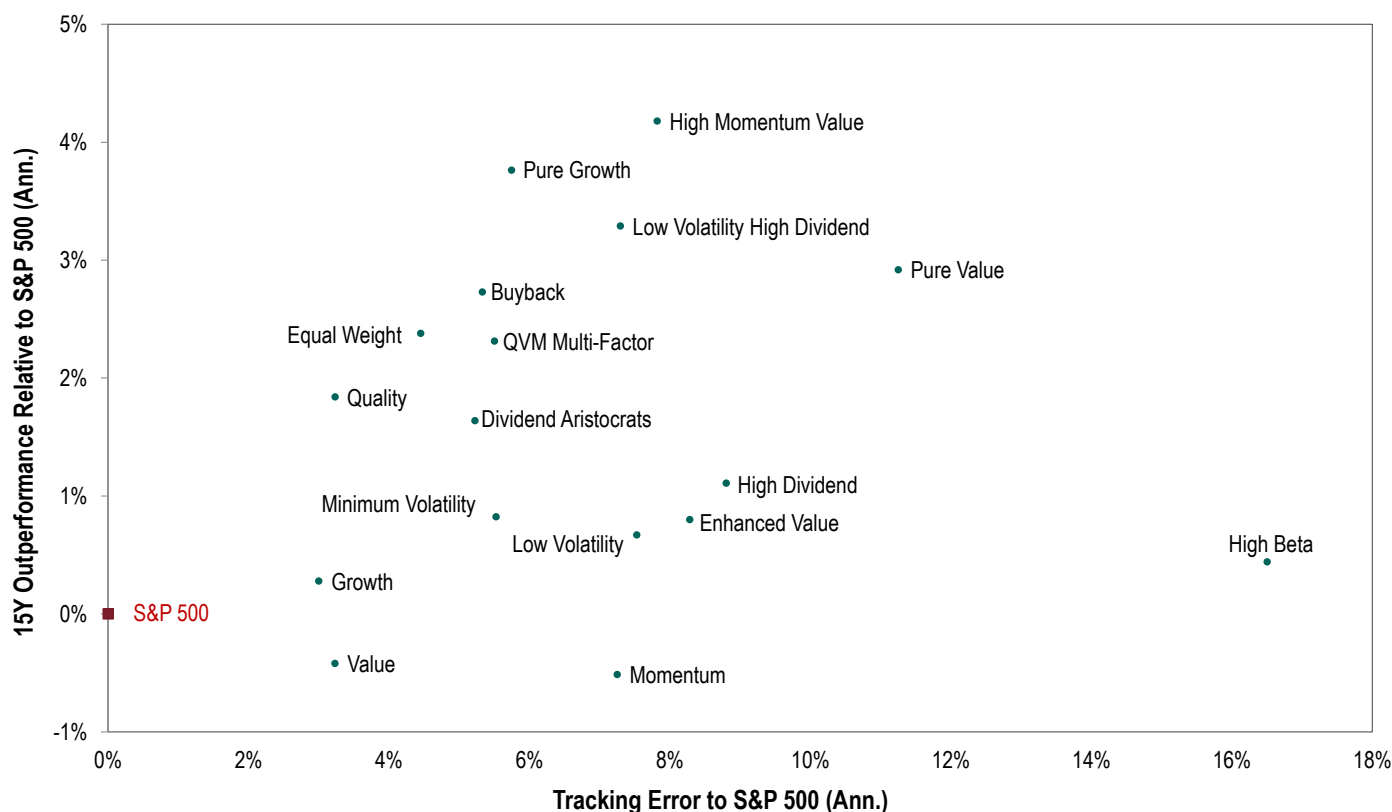 5%
4%
3%
2%
1%
0%
-1%
15Y Outperformance Relative to S&P 500 (Ann.)
High Momentum Value
Pure Growth
Low Volatility High Dividend
Pure Value
Buyback
Equal Weight
QVM Multi-Factor
Quality
Dividend Aristocrats
High Dividend
Minimum Volatility
Enhanced Value
Low Volatility
High Beta
Growth
S&P 500
Value
Momentum
0% 2% 4% 6% 8% 10% 12% 14% 16% 18%
Tracking Error to S&P 500 (Ann.)